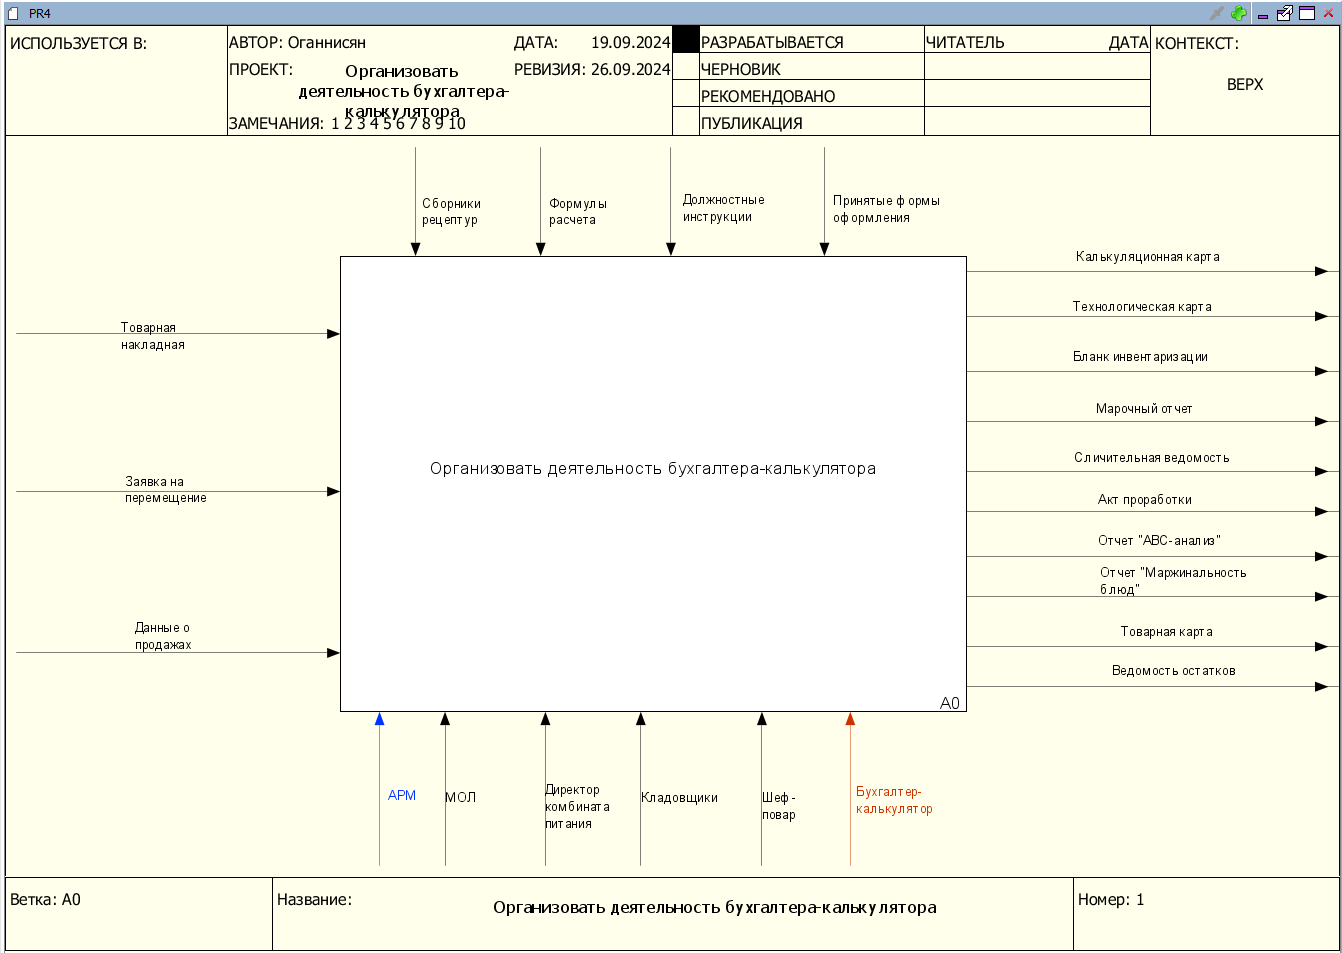 PR4
ИСПОЛЬЗУЕТСЯ В:
АВТОР: Оганнисян
ДАТА: 19.09.2024
ПРОЕКТ:
Организовать
деятельность бухгалтера-
калькулятора
РЕВИЗИЯ: 26.09.2024
ЗАМЕЧАНИЯ: 1 2 3 4 5 6 7 8 9 10
РАЗРАБАТЫВАЕТСЯ
ЧЕРНОВИК
РЕКОМЕНДОВАНО
ПУБЛИКАЦИЯ
ЧИТАТЕЛЬ
ДАТА
КОНТЕКСТ:
ВЕРХ
Сборники
рецептур
Формулы
расчета
Должностные
инструкции
Принятые формы
оформления
Товарная
накладная
Заявка на
перемещение
Данные о
продажах
Организовать деятельность бухгалтера-калькулятора
A0
Калькуляционная карта
Технологическая карта
Бланк инвентаризации
Марочный отчет
Сличительная ведомость
Акт проработки
Отчет "АВС-анализ"
Отчет "Маржинальность
блюд"
Товарная карта
Ведомость остатков
АРМ
МОЛ
Директор
комбината
питания
Кладовщики
Шеф-
повар
Бухгалтер-
калькулятор
Ветка: A0
Название:
Организовать деятельность бухгалтера-калькулятора
Номер: 1